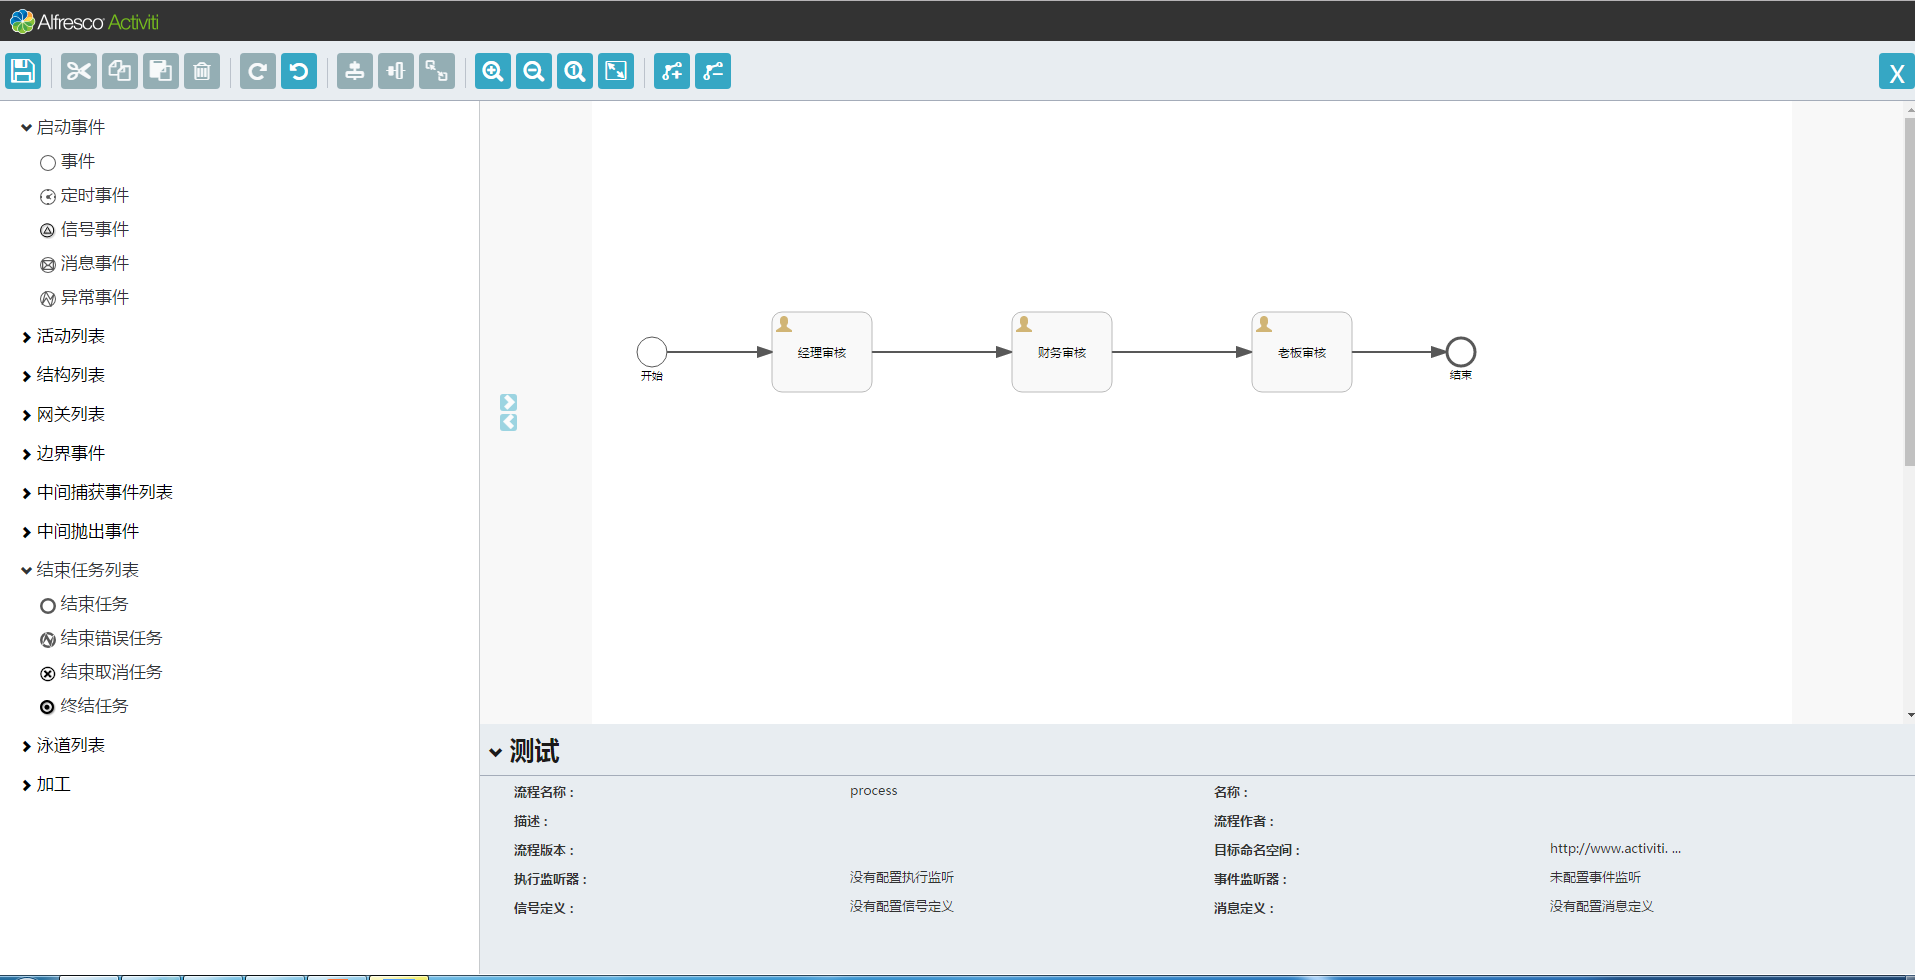 Alfresco Activiti
X
启动事件
事件
定时事件
信号事件
消息事件
异常事件
活动列表
结构列表
网关列表
边界事件
中间捕获事件列表
中间抛出事件
结束任务列表
结束任务
结束错误任务
结束取消任务
终结任务
泳道列表
加工
开始
经理审核
财务审核
老板审核
结束
测试
流程名称 : process 名称 :
描述 : 流程作者 :
流程版本 : 目标命名空间 : http://www.activiti. ...
执行监听器 : 没有配置执行监听 事件监听器 : 未配置事件监听
信号定义 : 没有配置信号定义 消息定义 : 没有配置消息定义